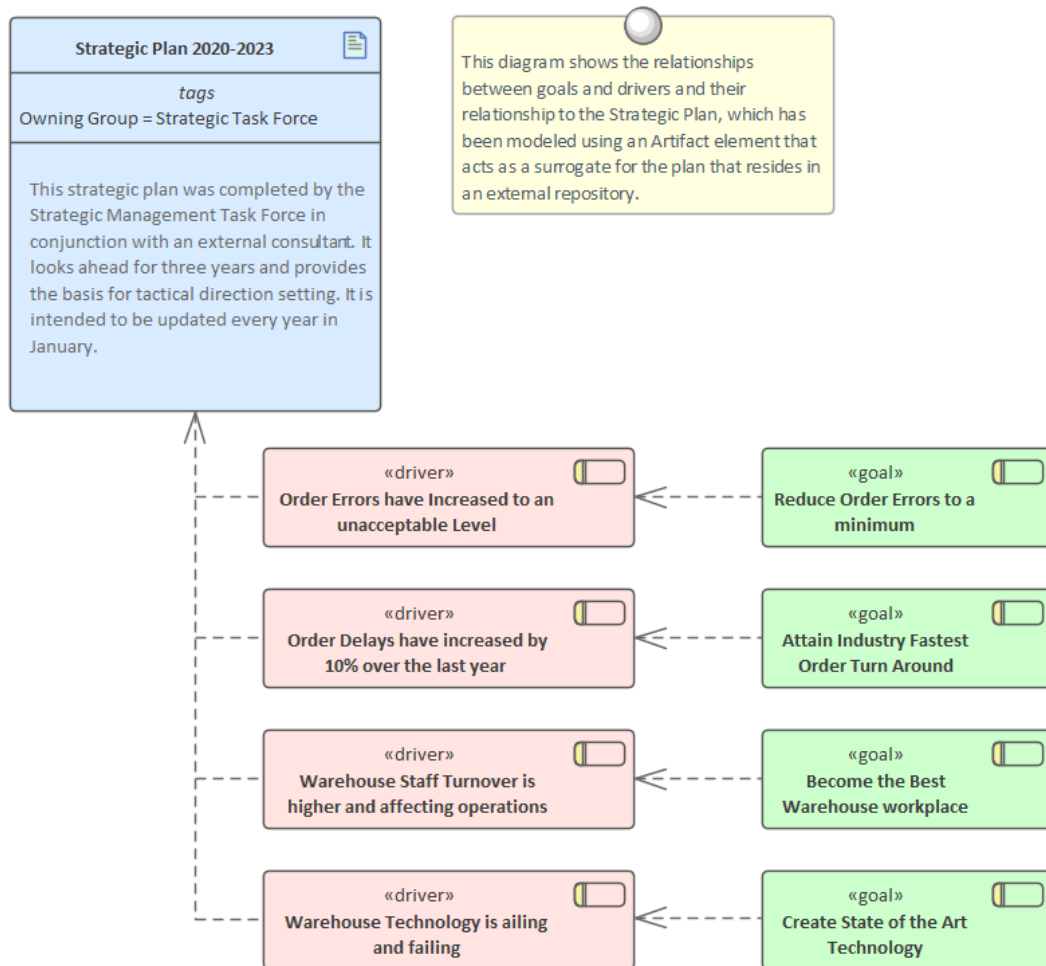 Strategic Plan 2020-2023
tags
Owning Group = Strategic Task Force
This strategic plan was completed by the
Strategic Management Task Force in
conjunction with an external consultant. It
looks ahead for three years and provides
the basis for tactical direction setting. It is
intended to be updated every year in
January.
This diagram shows the relationships
between goals and drivers and their
relationship to the Strategic Plan, which has
been modeled using an Artifact element that
acts as a surrogate for the plan that resides in
an external repository.
«driver»
Order Errors have Increased to an
unacceptable Level
«goal»
Reduce Order Errors to a
minimum
«driver»
Order Delays have increased by
10% over the last year
«goal»
Attain Industry Fastest
Order Turn Around
«driver»
Warehouse Staff Turnover is
higher and affecting operations
«goal»
Become the Best
Warehouse workplace
«driver»
Warehouse Technology is ailing
and failing
«goal»
Create State of the Art
Technology